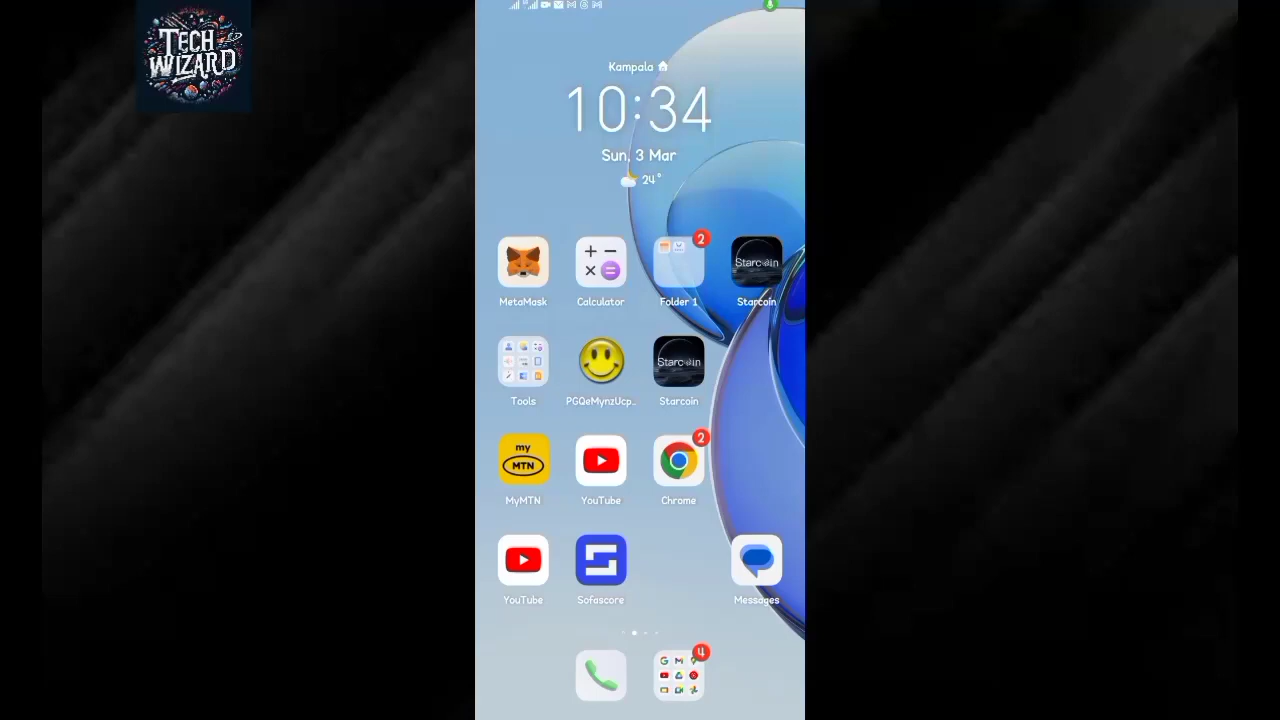 TECH
WIZARD
Kampala
10:34
Sun, 3 Mar
24°
2
Starcoin
MetaMask
Calculator
Folder 1
Starcoin
Starcoin
Tools
PGQeMynzUcp..
Starcoin
my
MTN
2
MyMTN
YouTube
Chrome
YouTube
Sofascore
Messages
4